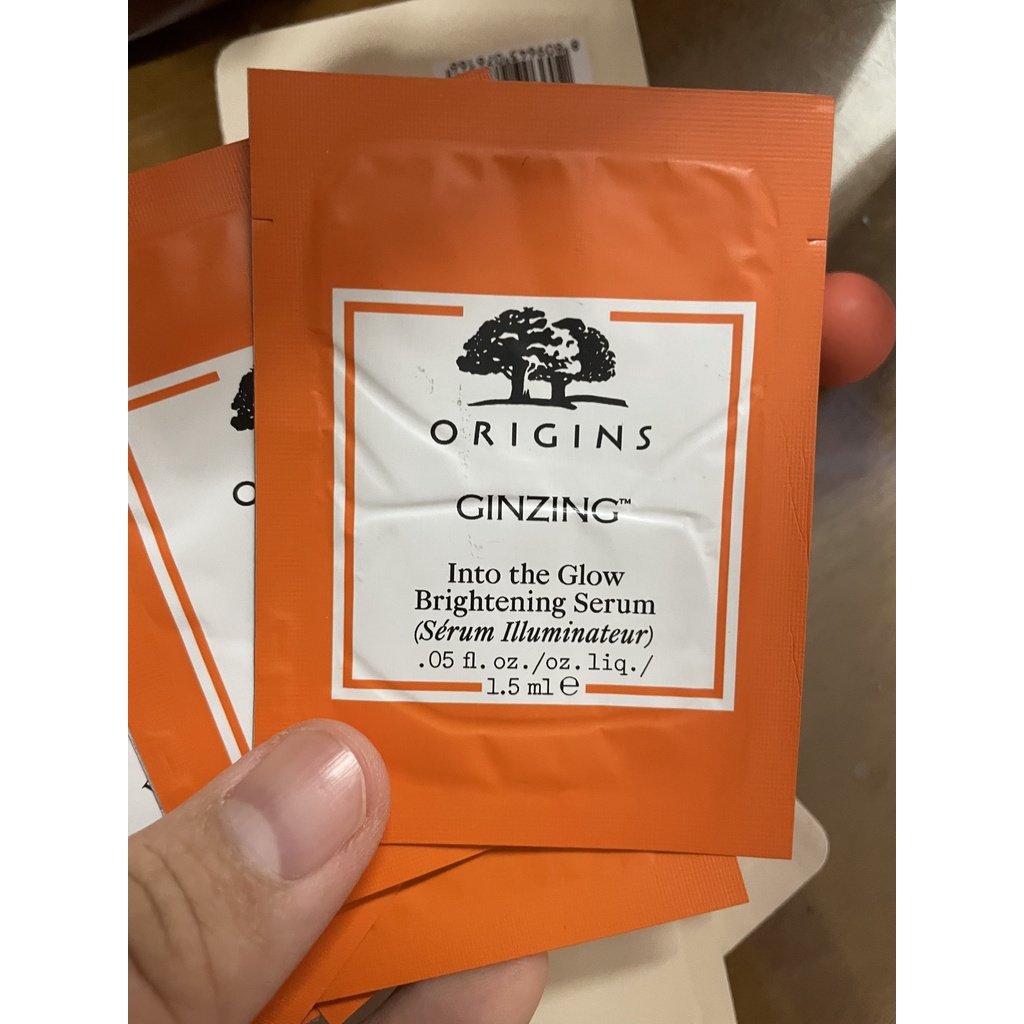 ORIGINS
GINZING™
Into the Glow
Brightening Serum
(Sérum Illuminateur)
.05 fl. oz./oz. liq./
1.5 ml ℮
O